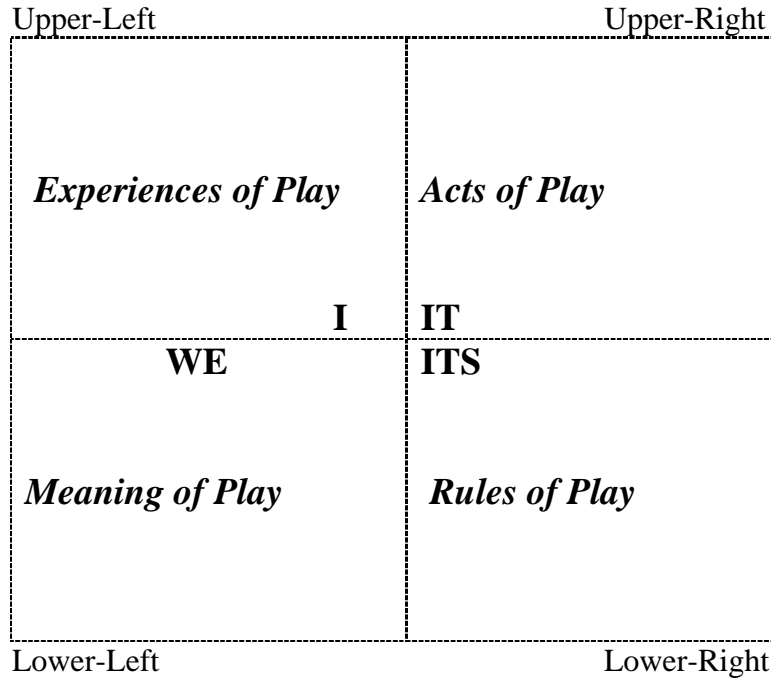 Upper-Left Upper-Right
Experiences of Play Acts of Play
I IT
WE ITS
Meaning of Play Rules of Play
Lower-Left Lower-Right